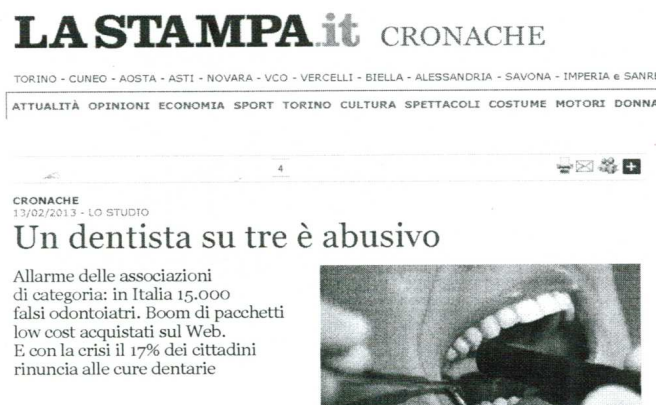 LA STAMPA.it CRONACHE
TORINO - CUNEO - AOSTA - ASTI - NOVARA - VCO - VERCELLI - BIELLA - ALESSANDRIA - SAVONA - IMPERIA e SANRE
ATTUALITÀ OPINIONI ECONOMIA SPORT TORINO CULTURA SPETTACOLI COSTUME MOTORI DONNA
4
CRONACHE
13/02/2013 - LO STUDIO
Un dentista su tre è abusivo
Allarme delle associazioni
di categoria: in Italia 15.000
falsi odontoiatri. Boom di pacchetti
low cost acquistati sul Web.
E con la crisi il 17% dei cittadini
rinuncia alle cure dentarie